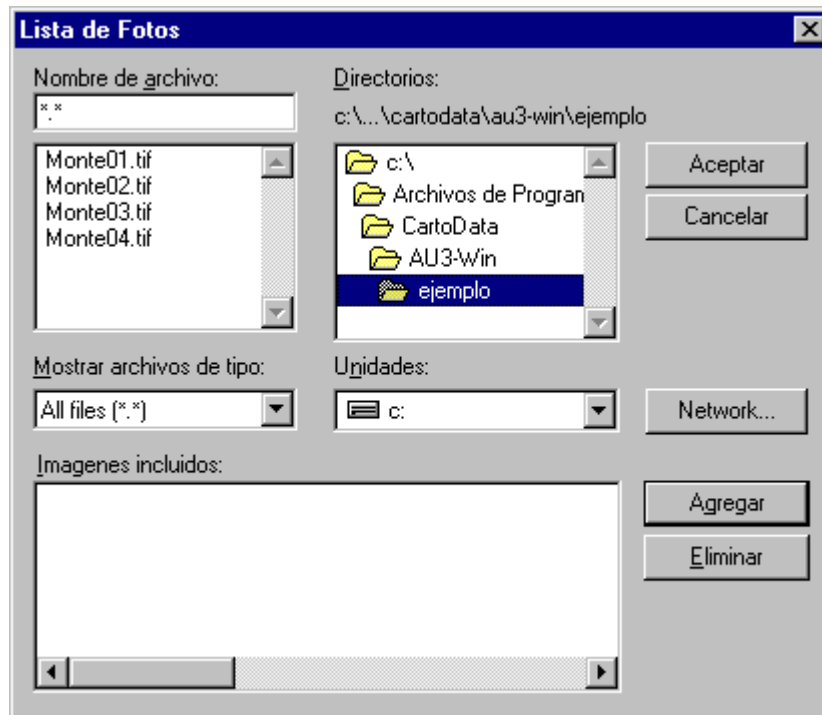 Lista de Fotos
Nombre de archivo:
*.*
Monte01.tif
Monte02.tif
Monte03.tif
Monte04.tif
Directorios:
c:\...\cartodata\au3-win\ejemplo
c:\
Archivos de Program
CartoData
AU3-Win
ejemplo
Aceptar
Cancelar
Mostrar archivos de tipo:
All files (*.*)
Unidades:
c:
Network...
Imagenes incluidos:
Agregar
Eliminar